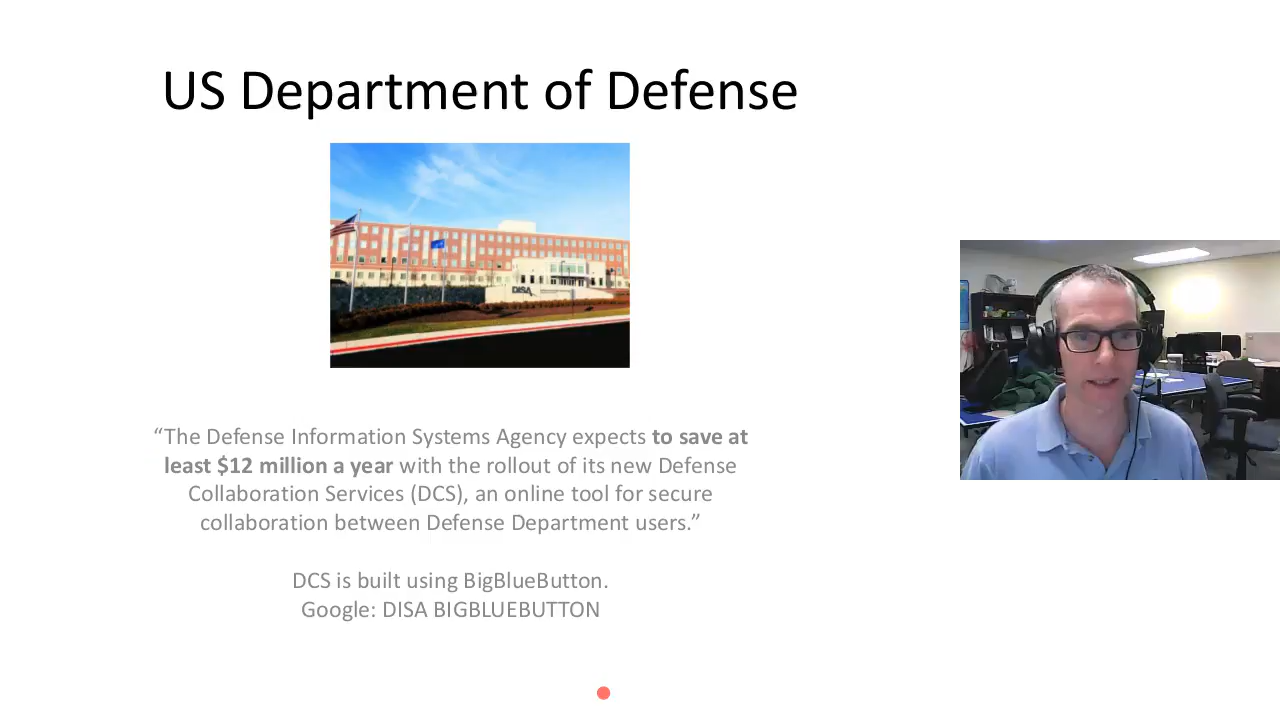 US Department of Defense
DISA
“The Defense Information Systems Agency expects to save at
least $12 million a year with the rollout of its new Defense
Collaboration Services (DCS), an online tool for secure
collaboration between Defense Department users.”
DCS is built using BigBlueButton.
Google: DISA BIGBLUEBUTTON